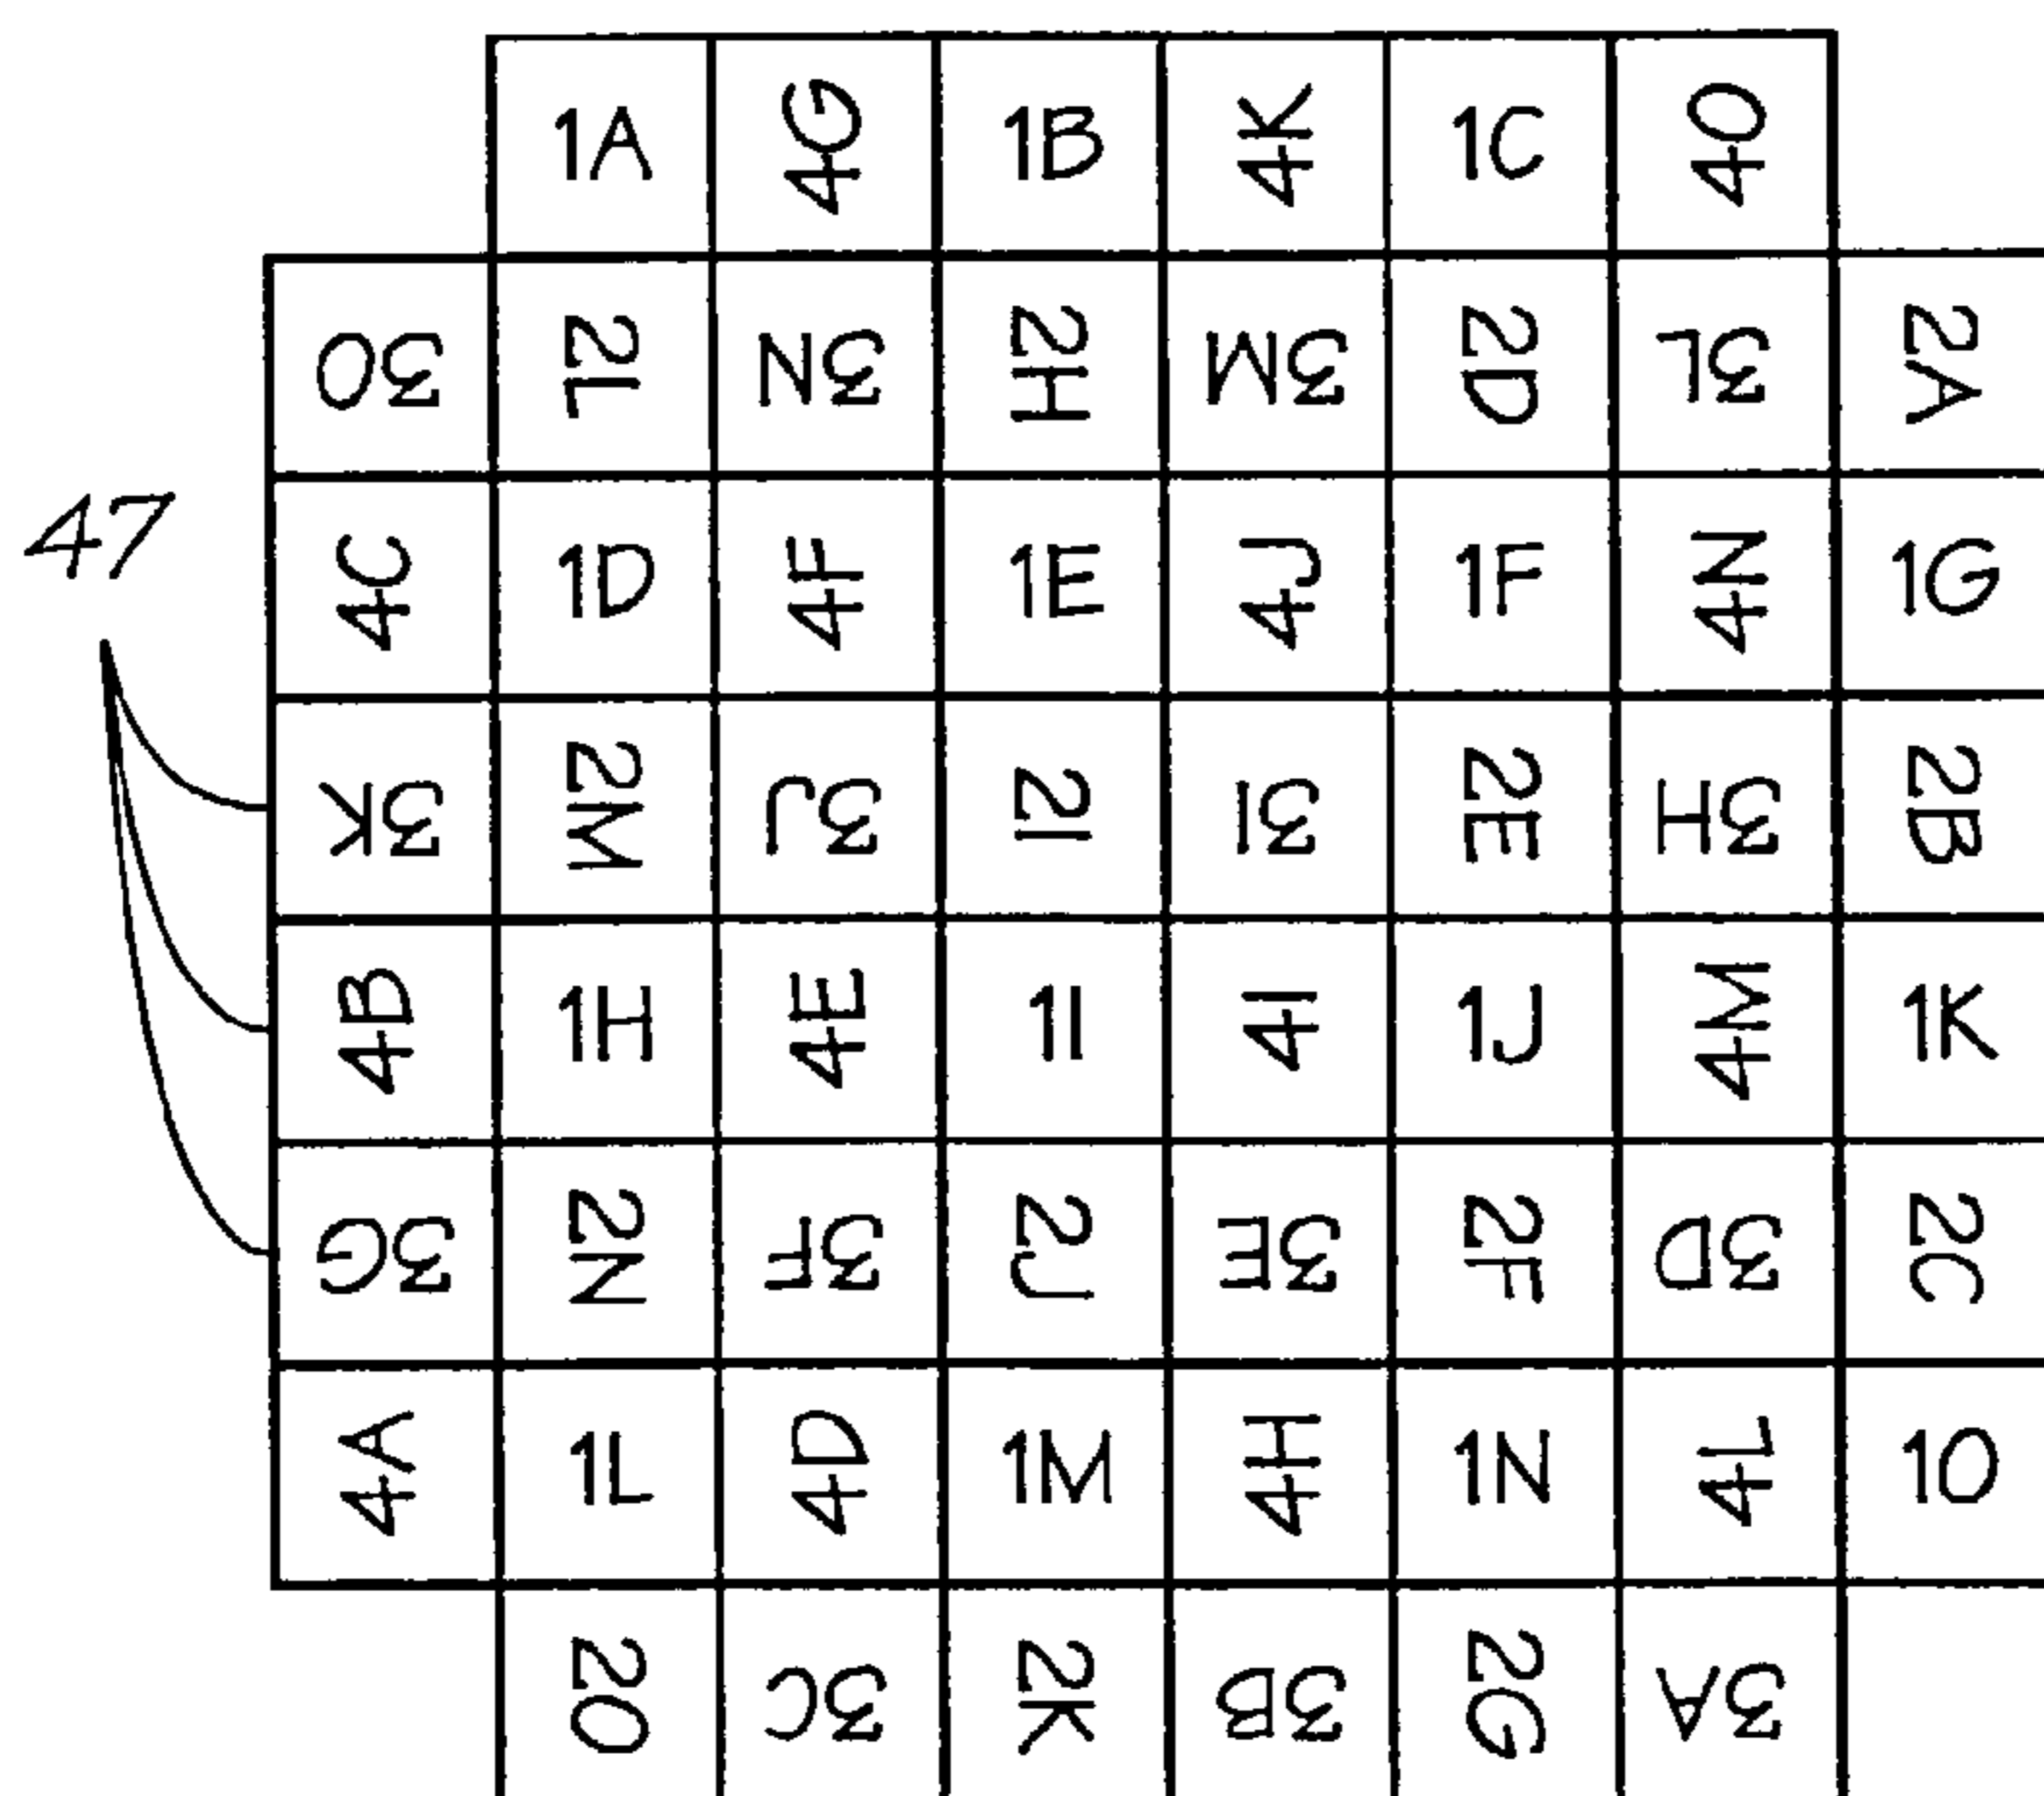 1A 4G 1B 4K 1C 4O
3O 2L 3N 2H 3M 2D 3L 2A
47
4C 1D 4F 1E 4J 1F 4N 1G
3K 2M 3J 2I 3I 2E 3H 2B
4B 1H 4E 1I 4I 1J 4M 1K
3G 2N 3F 2J 3E 2F 3D 2C
4A 1L 4D 1M 4H 1N 4L 1O
2O 3C 2K 3B 2G 3A